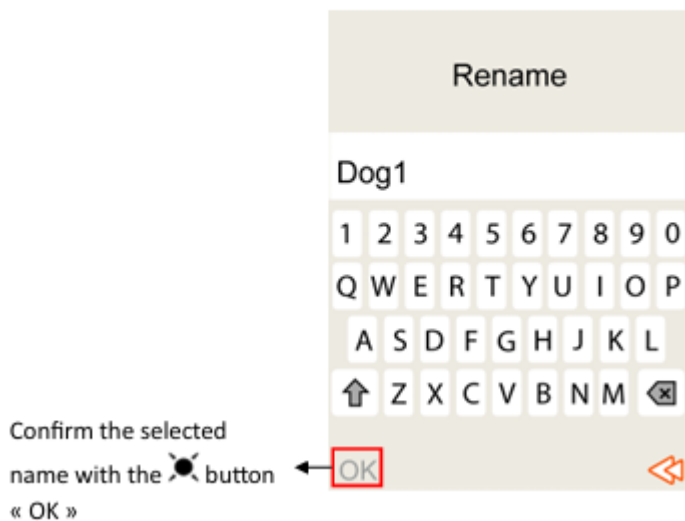 Rename
Dog1
1 2 3 4 5 6 7 8 9 0
Q W E R T Y U I O P
A S D F G H J K L
Z X C V B N M
OK
Confirm the selected
name with the button
« OK »